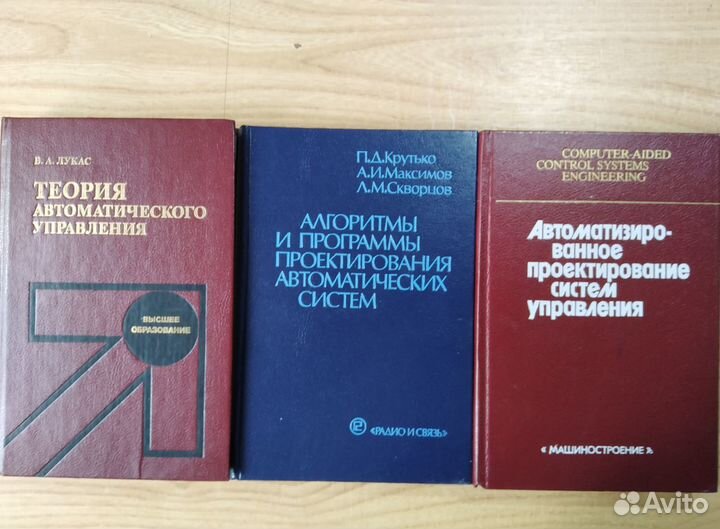 В. А. ЛУКАС
ТЕОРИЯ
АВТОМАТИЧЕСКОГО
УПРАВЛЕНИЯ
ВЫСШЕЕ
ОБРАЗОВАНИЕ
П.Д.Крутько
А.И.Максимов
Л.М.Скворцов
АЛГОРИТМЫ
И ПРОГРАММЫ
ПРОЕКТИРОВАНИЯ
АВТОМАТИЧЕСКИХ
СИСТЕМ
«РАДИО И СВЯЗЬ»
COMPUTER-AIDED
CONTROL SYSTEMS
ENGINEERING
Автоматизиро-
ванное
проектирование
систем
управления
«МАШИНОСТРОЕНИЕ»
Avito